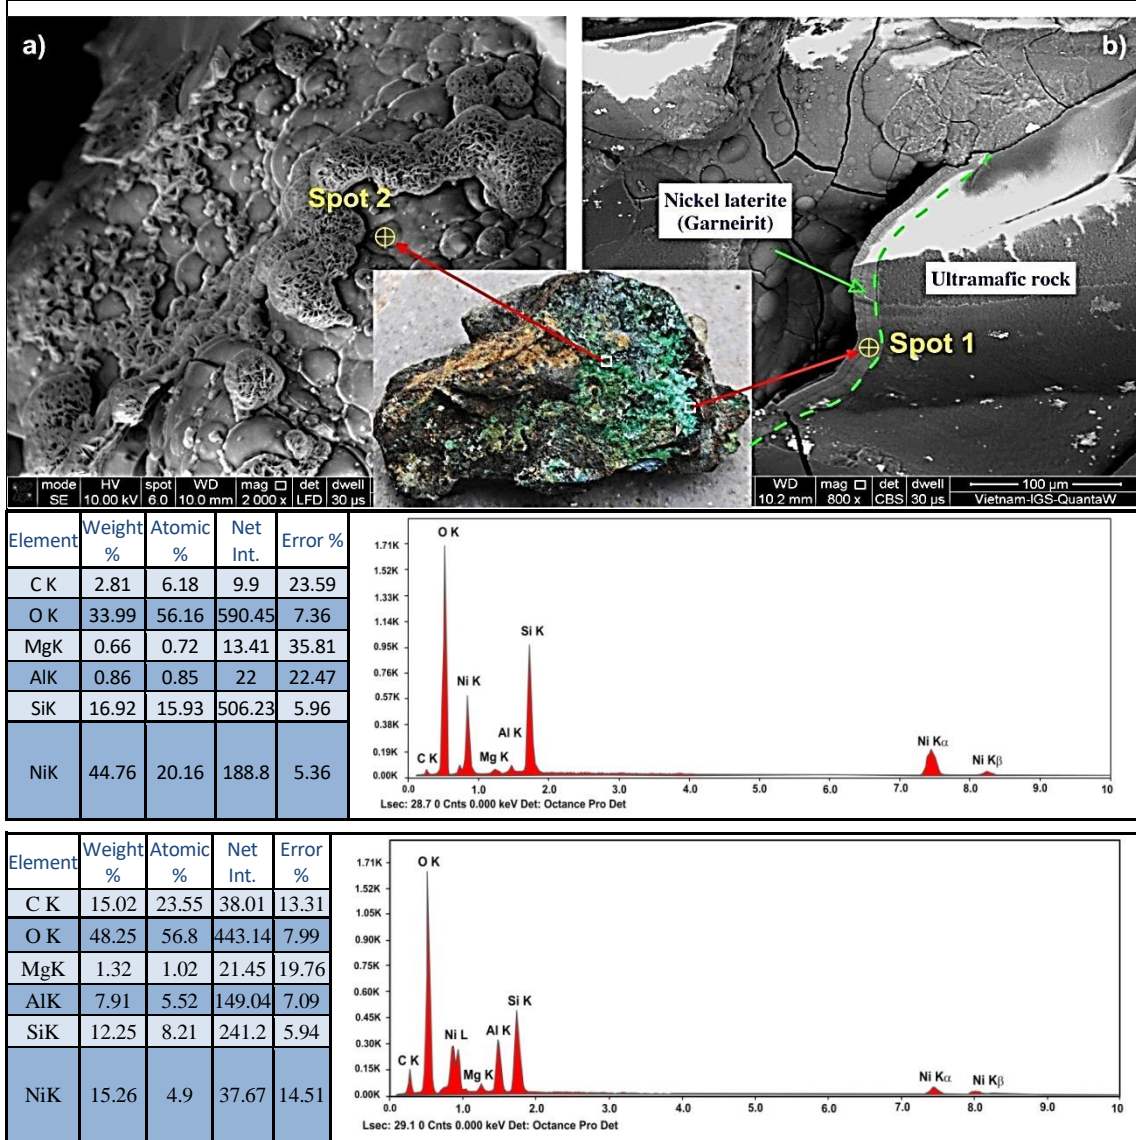 a)
Spot 2
b)
Nickel laterite
(Garneirit)
Ultramafic rock
Spot 1
mode HV spot WD mag □ det dwell
SE 10.00 kV 6.0 10.0 mm 2 000 x LFD 30 µs
WD mag □ det dwell
10.2 mm 800 x CBS 30 µs
100 µm
Vietnam-IGS-QuantaW
Element Weight % Atomic % Net Int. Error %
C K 2.81 6.18 9.9 23.59
O K 33.99 56.16 590.45 7.36
MgK 0.66 0.72 13.41 35.81
AlK 0.86 0.85 22 22.47
SiK 16.92 15.93 506.23 5.96
NiK 44.76 20.16 188.8 5.36
O K
1.71K
1.52K
1.33K
1.14K
0.95K
0.76K
0.57K
0.38K
0.19K
0.00K
C K
Ni K
Mg K
Al K
Si K
Ni Kα
Ni Kβ
0.0 1.0 2.0 3.0 4.0 5.0 6.0 7.0 8.0 9.0 10
Lsec: 28.7 0 Cnts 0.000 keV Det: Octance Pro Det
Element Weight % Atomic % Net Int. Error %
C K 15.02 23.55 38.01 13.31
O K 48.25 56.8 443.14 7.99
MgK 1.32 1.02 21.45 19.76
AlK 7.91 5.52 149.04 7.09
SiK 12.25 8.21 241.2 5.94
NiK 15.26 4.9 37.67 14.51
O K
1.71K
1.52K
1.05K
0.90K
0.75K
0.60K
0.45K
0.30K
0.15K
0.00K
C K
Ni L
Mg K
Al K
Si K
Ni Kα
Ni Kβ
0.0 1.0 2.0 3.0 4.0 5.0 6.0 7.0 8.0 9.0 10
Lsec: 29.1 0 Cnts 0.000 keV Det: Octance Pro Det